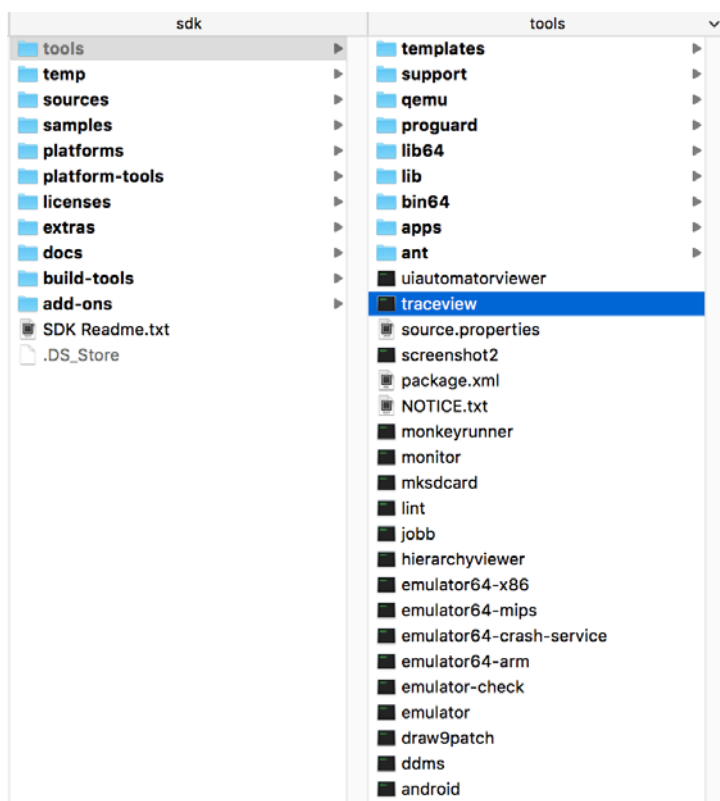 sdk
tools
temp
sources
samples
platforms
platform-tools
licenses
extras
docs
build-tools
add-ons
SDK Readme.txt
.DS_Store
tools
templates
support
qemu
proguard
lib64
lib
bin64
apps
ant
uiautomatorviewer
traceview
source.properties
screenshot2
package.xml
NOTICE.txt
monkeyrunner
monitor
mksdcard
lint
jobb
hierarchyviewer
emulator64-x86
emulator64-mips
emulator64-crash-service
emulator64-arm
emulator-check
emulator
draw9patch
ddms
android